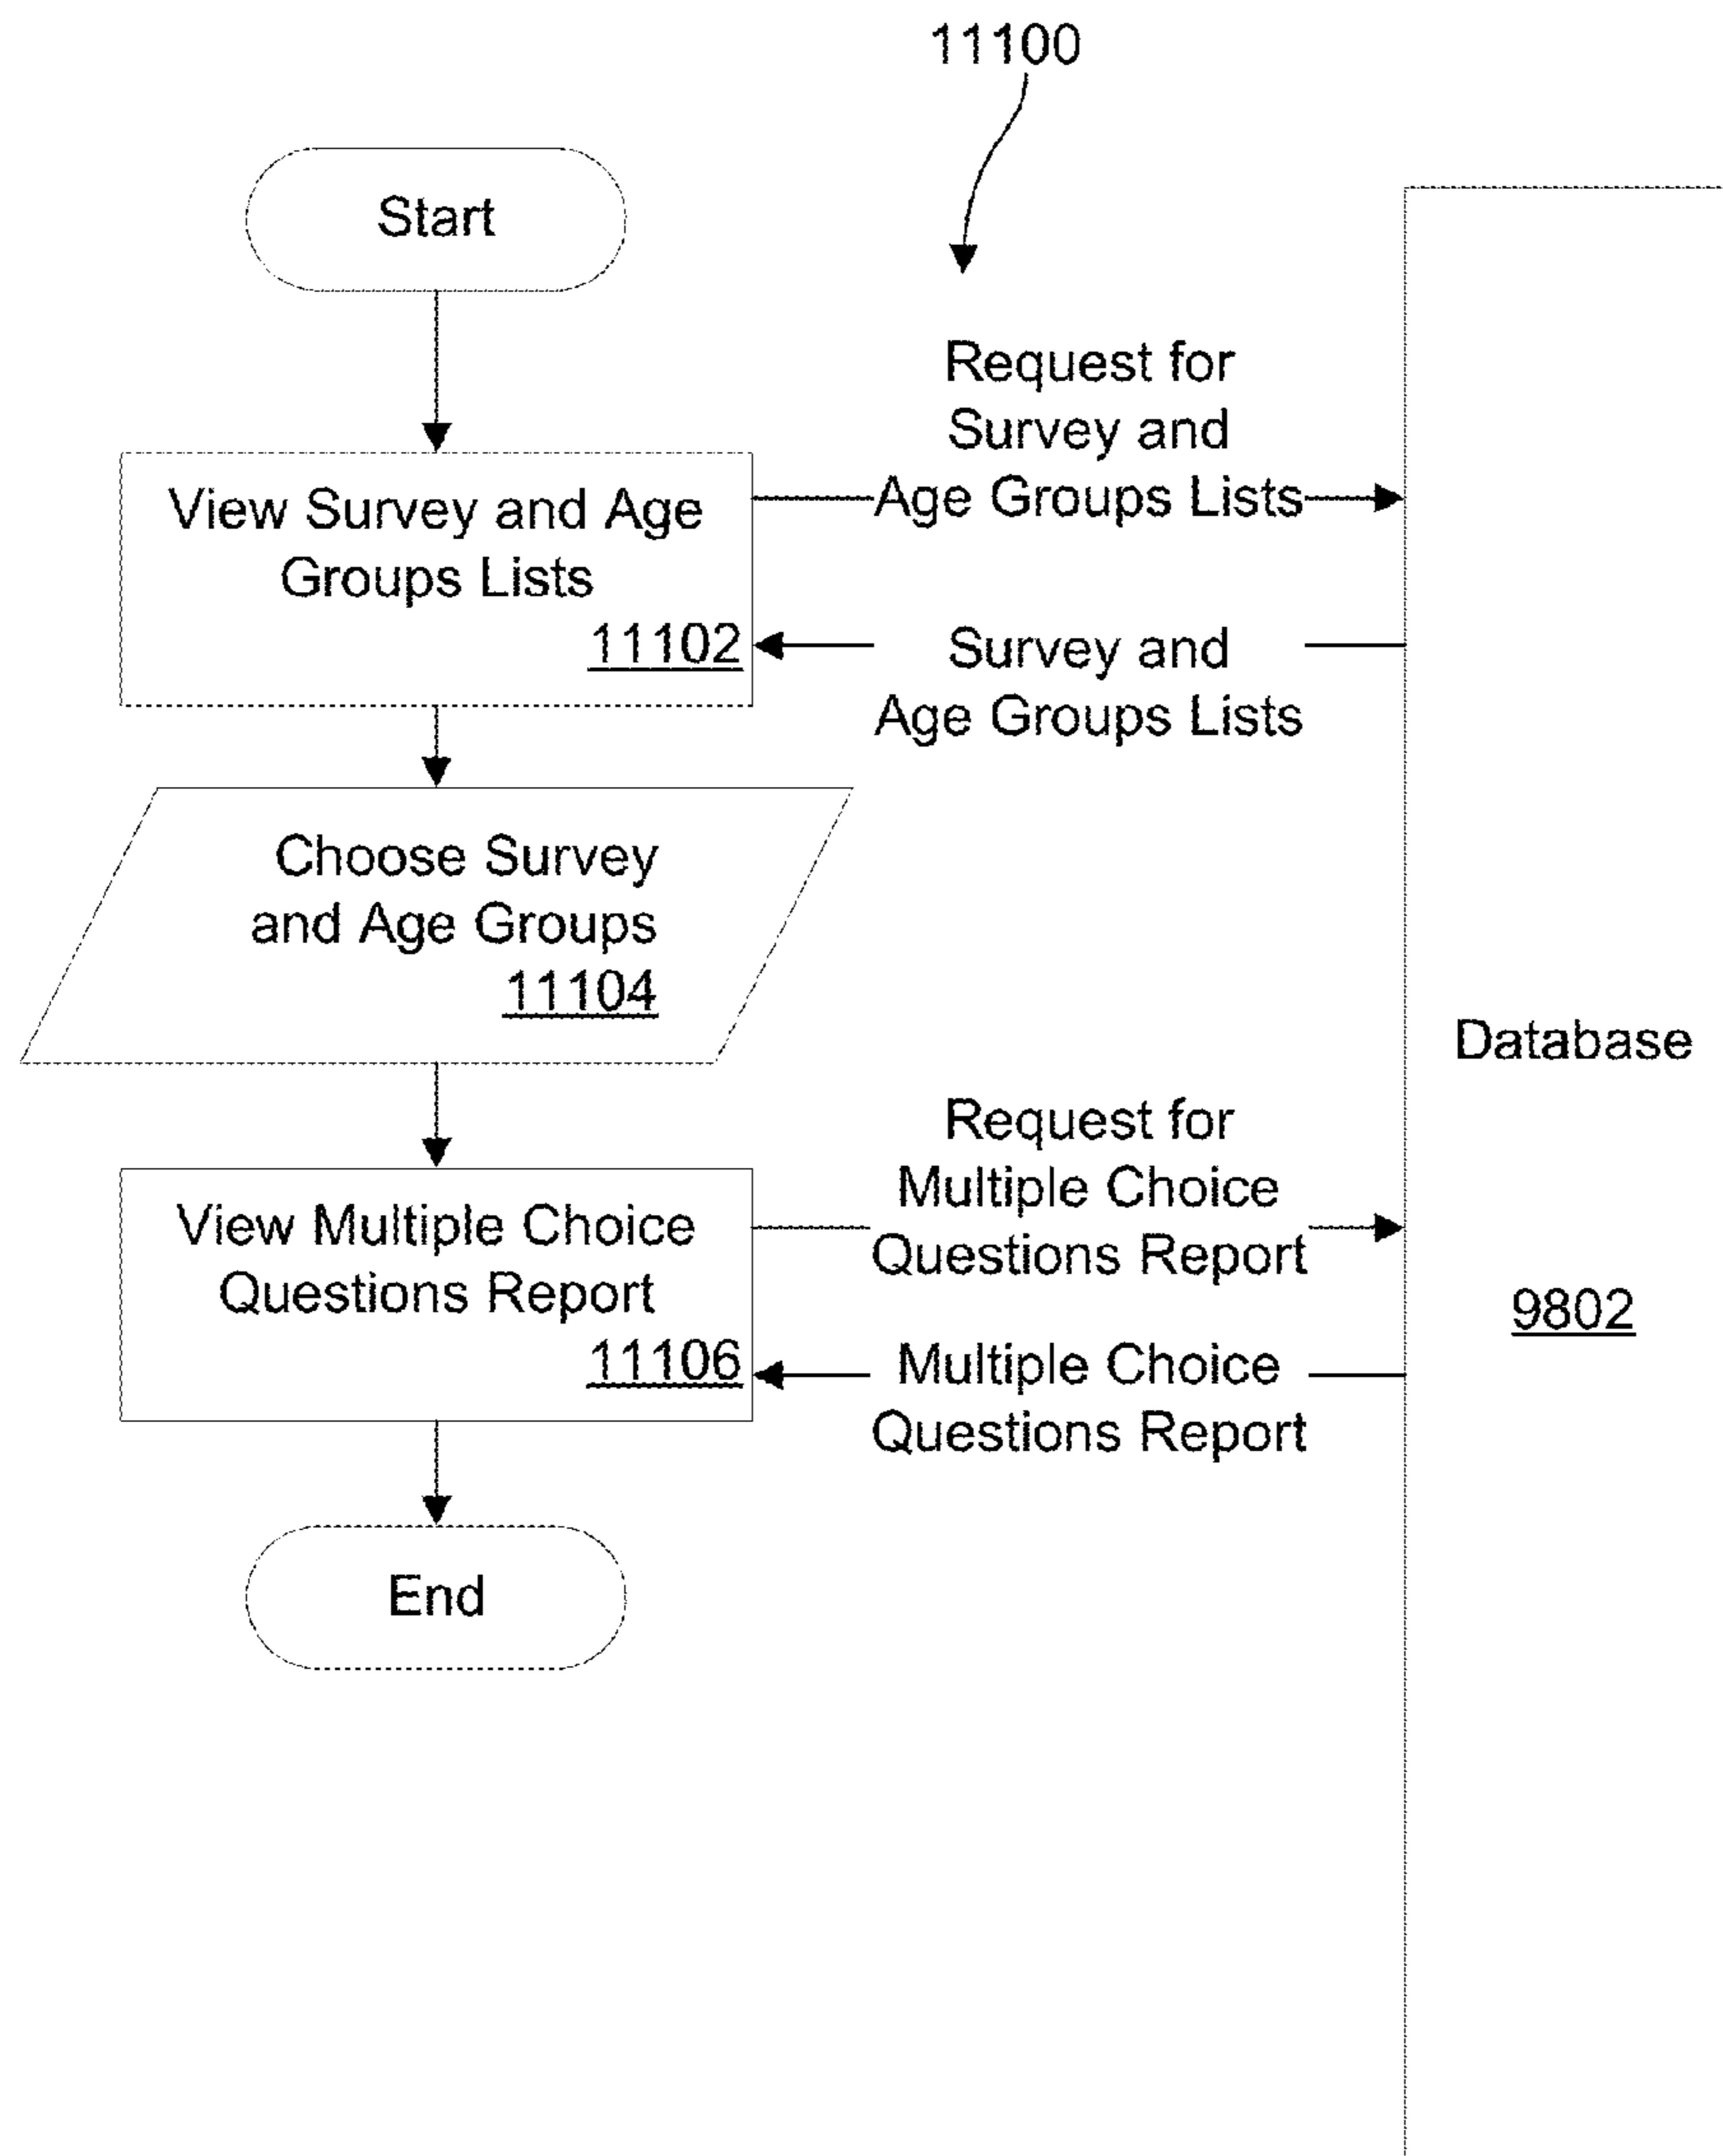 11100
Start
Request for
Survey and
Age Groups Lists
View Survey and Age
Groups Lists
11102
Survey and
Age Groups Lists
Choose Survey
and Age Groups
11104
Database
9802
Request for
Multiple Choice
Questions Report
View Multiple Choice
Questions Report
11106
Multiple Choice
Questions Report
End